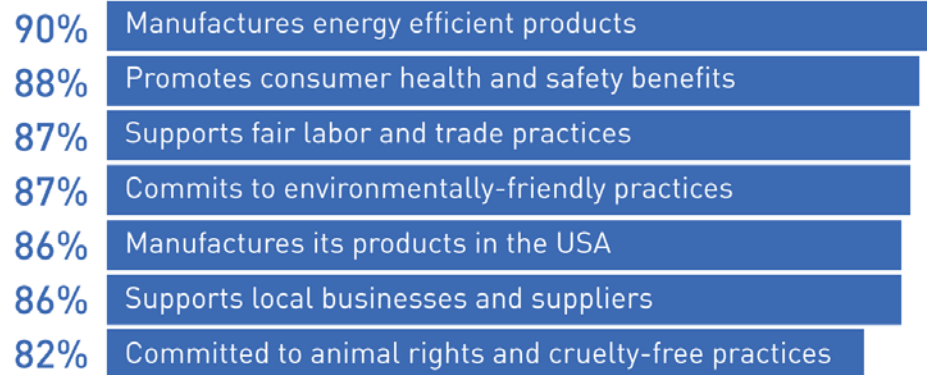 90% Manufactures energy efficient products
88% Promotes consumer health and safety benefits
87% Supports fair labor and trade practices
87% Commits to environmentally-friendly practices
86% Manufactures its products in the USA
86% Supports local businesses and suppliers
82% Committed to animal rights and cruelty-free practices